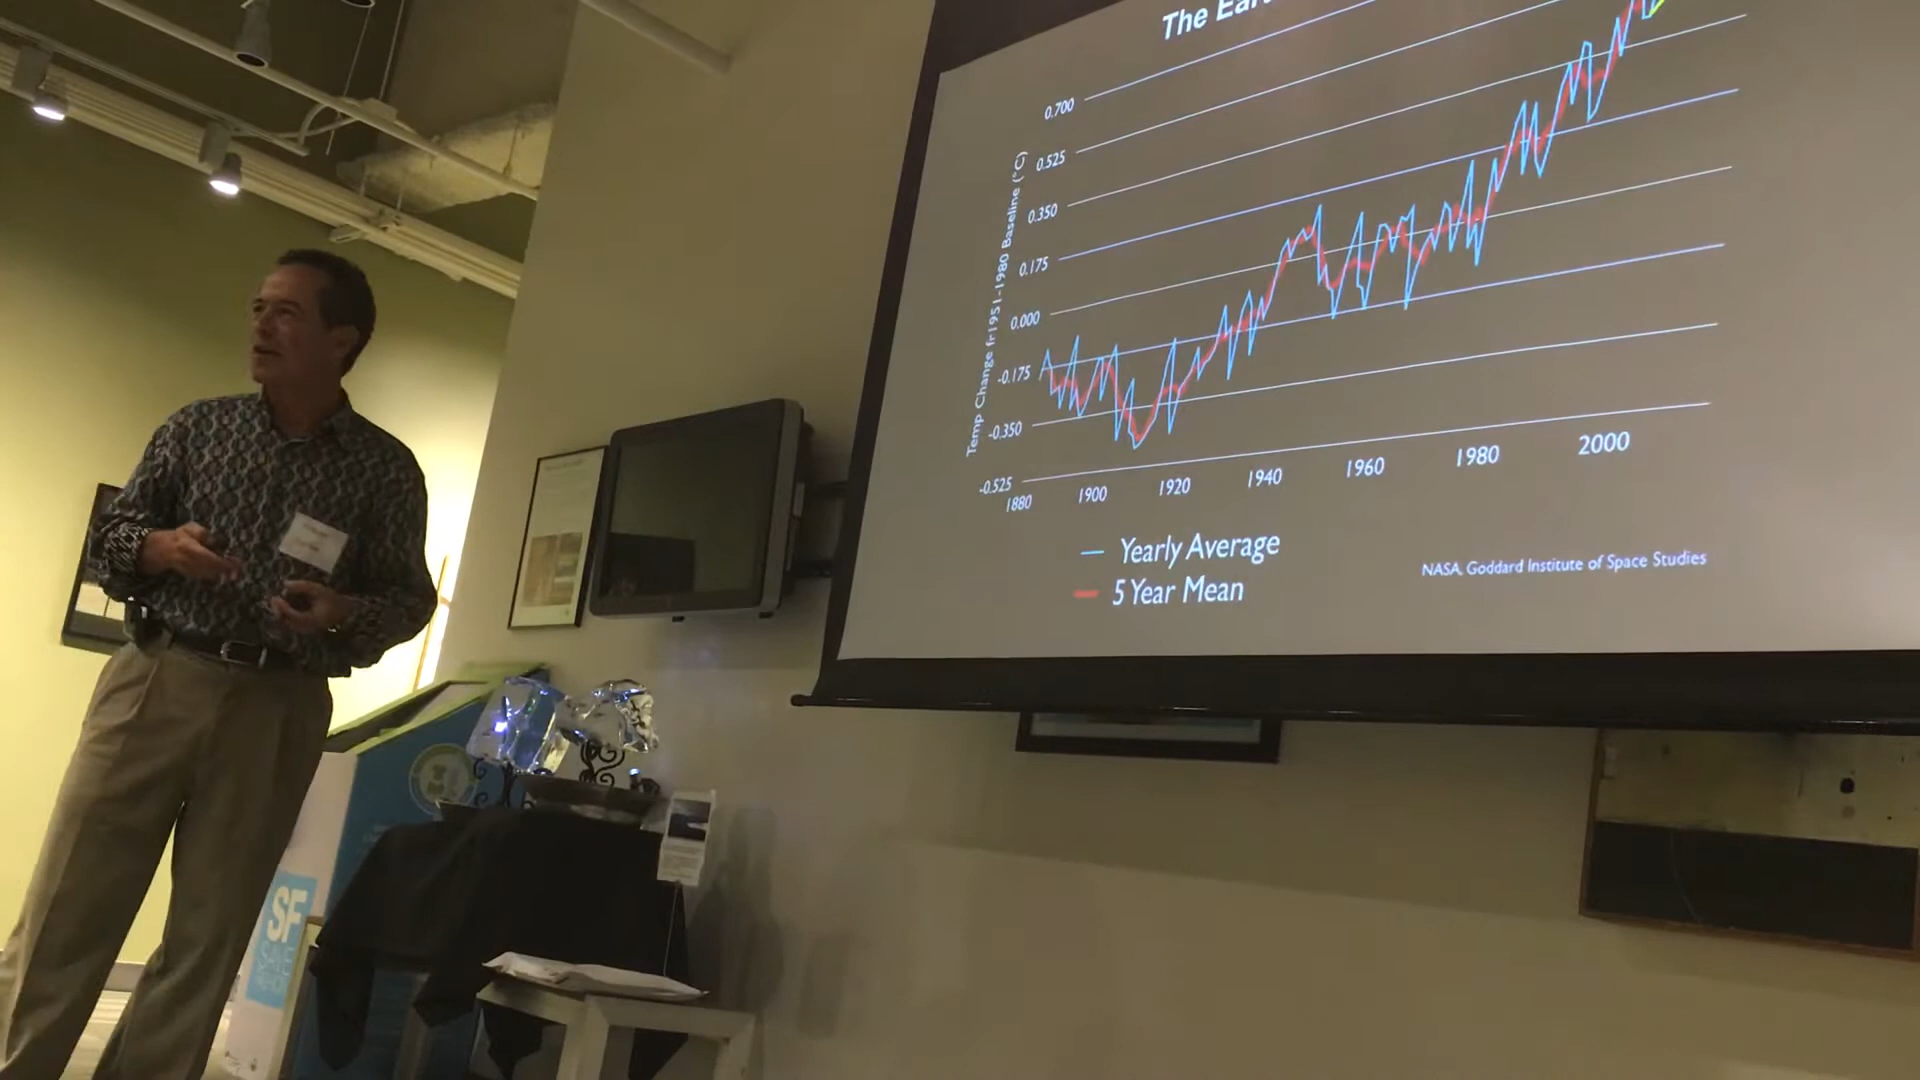 The Ear
0.700
0.525
0.350
0.175
0.000
-0.175
-0.350
-0.525
Temp Change fr1951-1980 Baseline (°C)
1880 1900 1920 1940 1960 1980 2000
Yearly Average
5 Year Mean
NASA, Goddard Institute of Space Studies
SF